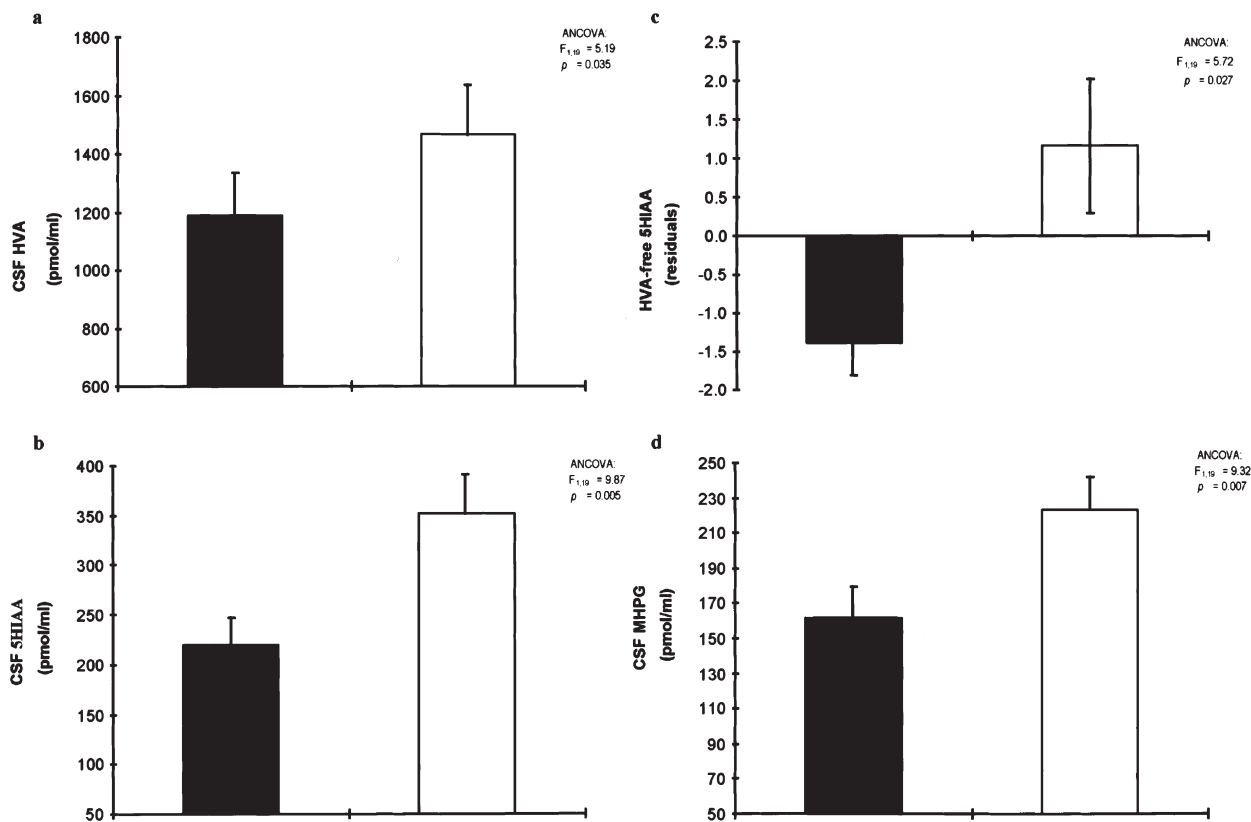 a
ANCOVA:
F1,19 = 5.19
p = 0.035
1800
1600
1400
1200
1000
800
600
CSF HVA
(pmol/ml)
c
ANCOVA:
F1,19 = 5.72
p = 0.027
2.5
2.0
1.5
1.0
0.5
0.0
-0.5
-1.0
-1.5
-2.0
HVA-free 5HIAA
(residuals)
b
ANCOVA:
F1,19 = 9.87
p = 0.005
400
350
300
250
200
150
100
50
CSF 5HIAA
(pmol/ml)
d
ANCOVA:
F1,19 = 9.32
p = 0.007
250
230
210
190
170
150
130
110
90
70
50
CSF MHPG
(pmol/ml)